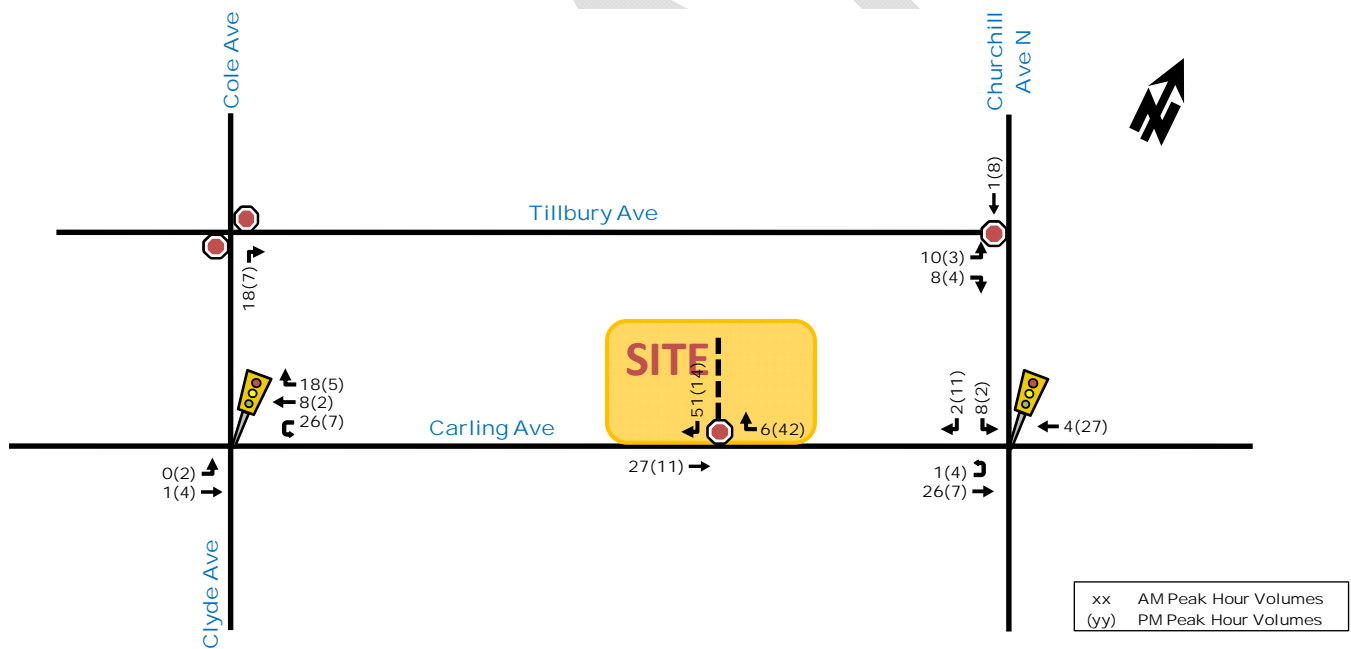 Cole Ave
Churchill
Ave N
N
1(8)
Tillbury Ave
10(3)
8(4)
18(7)
SITE
51(14)
6(42)
18(5)
8(2)
26(7)
Carling Ave
2(11)
8(2)
4(27)
27(11)
0(2)
1(4)
1(4)
26(7)
Clyde Ave
xx AM Peak Hour Volumes
(yy) PM Peak Hour Volumes